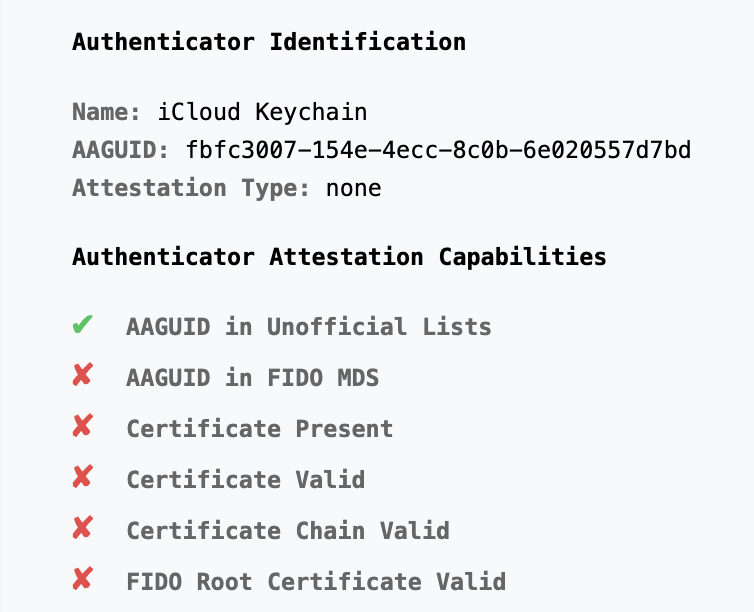 Authenticator Identification
Name: iCloud Keychain
AAGUID: fbfc3007-154e-4ecc-8c0b-6e020557d7bd
Attestation Type: none
Authenticator Attestation Capabilities
✔ AAGUID in Unofficial Lists
✘ AAGUID in FIDO MDS
✘ Certificate Present
✘ Certificate Valid
✘ Certificate Chain Valid
✘ FIDO Root Certificate Valid